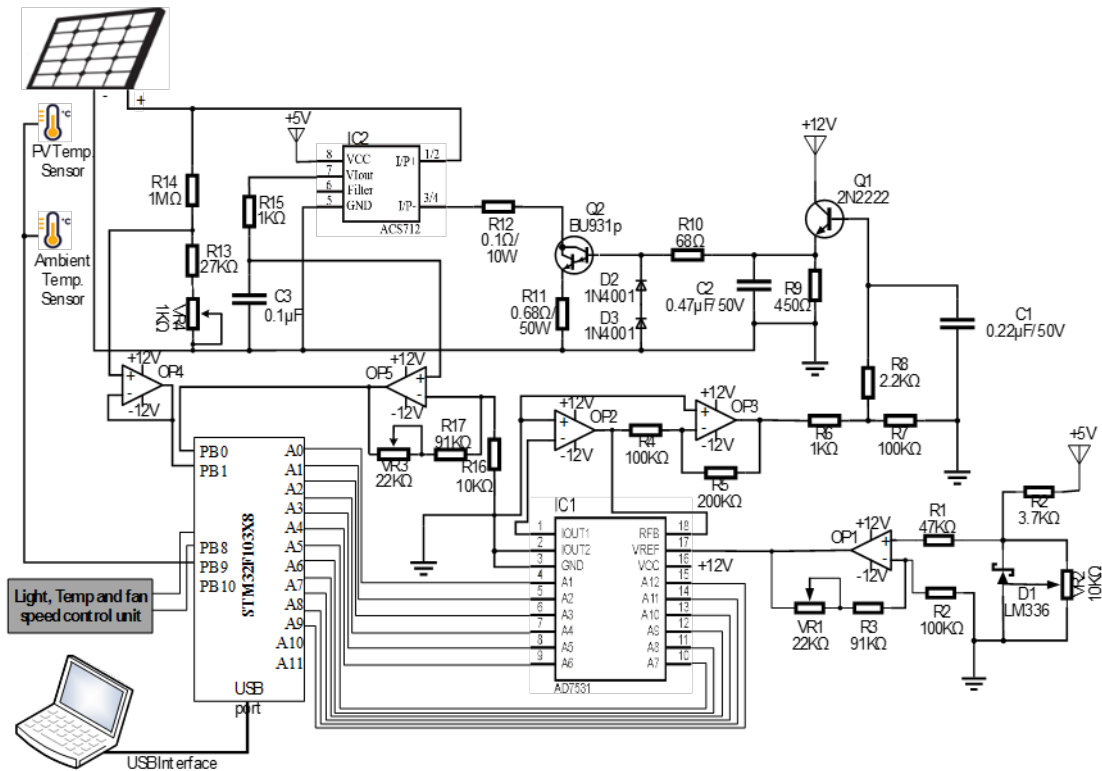 -
+
°C
PV Temp.
Sensor
°C
Ambient
Temp.
Sensor
+5V
IC2
8 VCC I/P+ 1/2
7 VIout
6 Filter
5 GND I/P- 3/4
ACS712
R14
1MΩ
R15
1KΩ
R13
27KΩ
VR4
1KΩ
C3
0.1µF
R12
0.1Ω/
10W
Q2
BU931p
R11
0.68Ω/
50W
D2
1N4001
D3
1N4001
R10
68Ω
C2
0.47µF/50V
R9
450Ω
+12V
Q1
2N2222
C1
0.22µF/50V
R8
2.2KΩ
R6
1KΩ
R7
100KΩ
+12V
OP4
+
-
-12V
+12V
OP5
+
-
-12V
R17
91KΩ
VR3
22KΩ
R16
10KΩ
+12V
OP2
+
-
-12V
R4
100KΩ
+12V
OP3
+
-
-12V
R5
200KΩ
IC1
1 IOUT1 RFB 18
2 IOUT2 VREF 17
3 GND VCC 16
+12V
4 A1 A12 15
5 A2 A11 14
6 A3 A10 13
7 A4 A9 12
8 A5 A8 11
9 A6 A7 10
AD7531
+5V
R2
3.7KΩ
R1
47KΩ
OP1
+12V
+
-
-12V
D1
LM336
VR2
10KΩ
R2
100KΩ
VR1
22KΩ
R3
91KΩ
PB0
PB1
PB8
PB9
PB10
STM32F103X8
A0
A1
A2
A3
A4
A5
A6
A7
A8
A9
A10
A11
USB
port
Light, Temp and fan
speed control unit
USB Interface